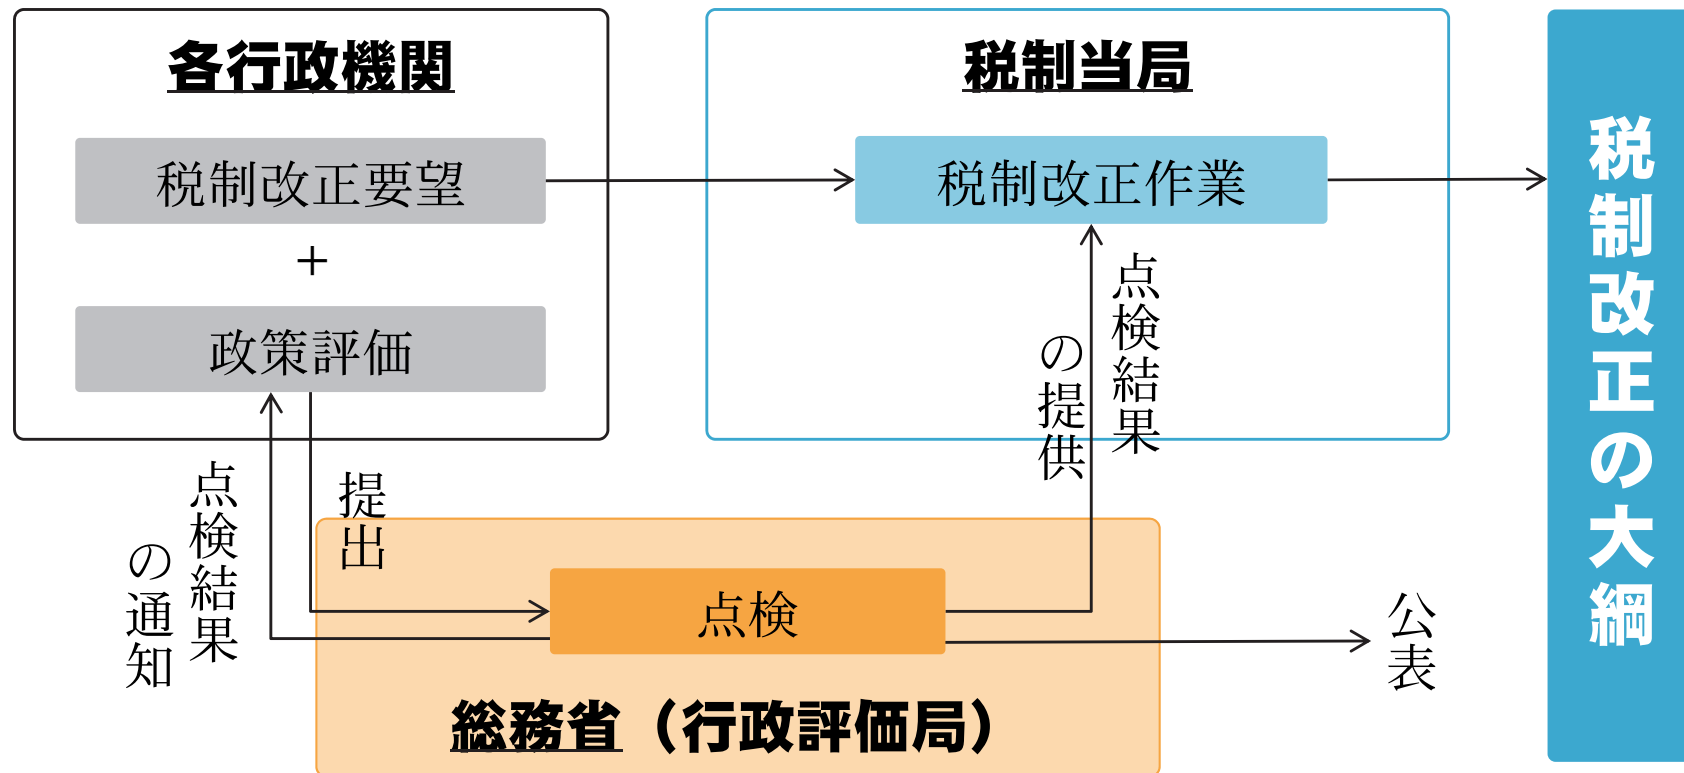 各行政機関
税制改正要望
+
政策評価
税制当局
税制改正作業
点検結果
の提供
税制改正の大綱
点検結果
の通知
提出
点検
公表
総務省（行政評価局）